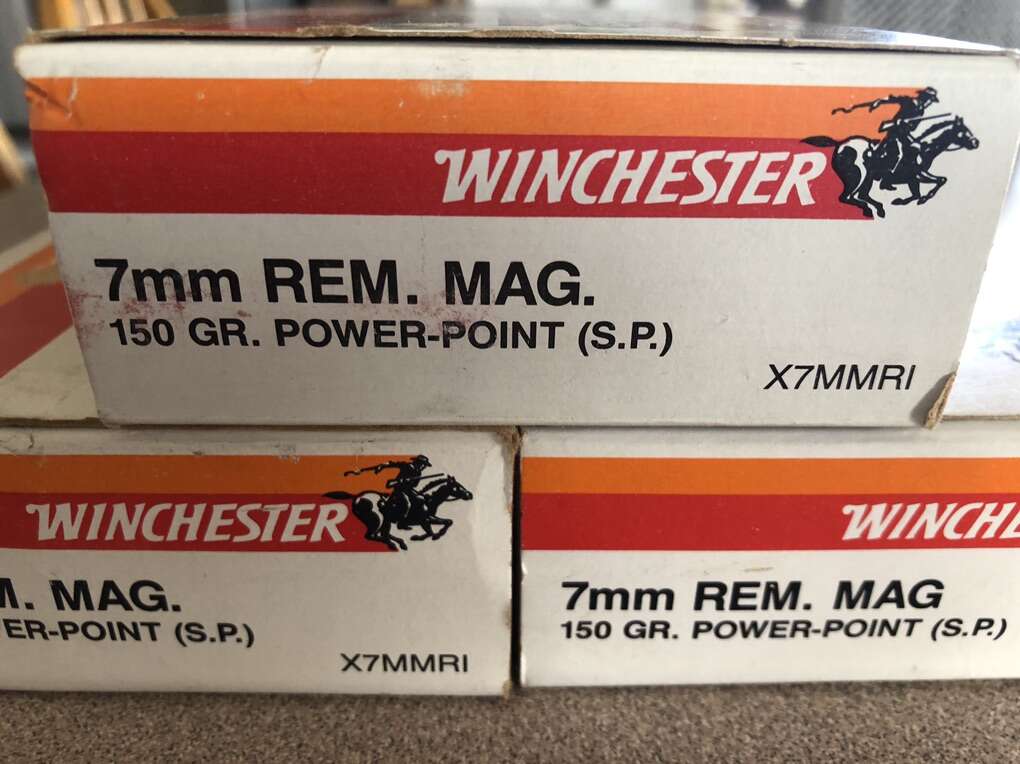 WINCHESTER
7mm REM. MAG.
150 GR. POWER-POINT (S.P.)
X7MMRI
WINCHESTER
. MAG.
ER-POINT (S.P.)
X7MMRI
WINCHE
7mm REM. MAG
150 GR. POWER-POINT (S.P.)